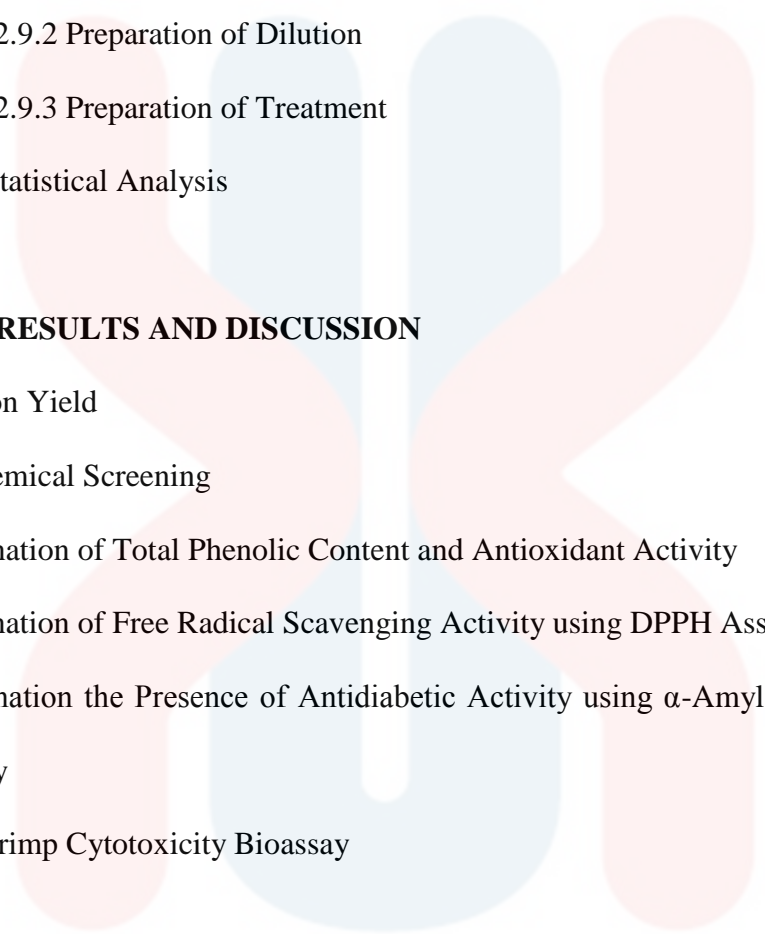 2.9.2 Preparation of Dilution
2.9.3 Preparation of Treatment
tatistical Analysis
RESULTS AND DISCUSSION
on Yield
emical Screening
nation of Total Phenolic Content and Antioxidant Activity
nation of Free Radical Scavenging Activity using DPPH Ass
nation the Presence of Antidiabetic Activity using α-Amyl
y
rimp Cytotoxicity Bioassay